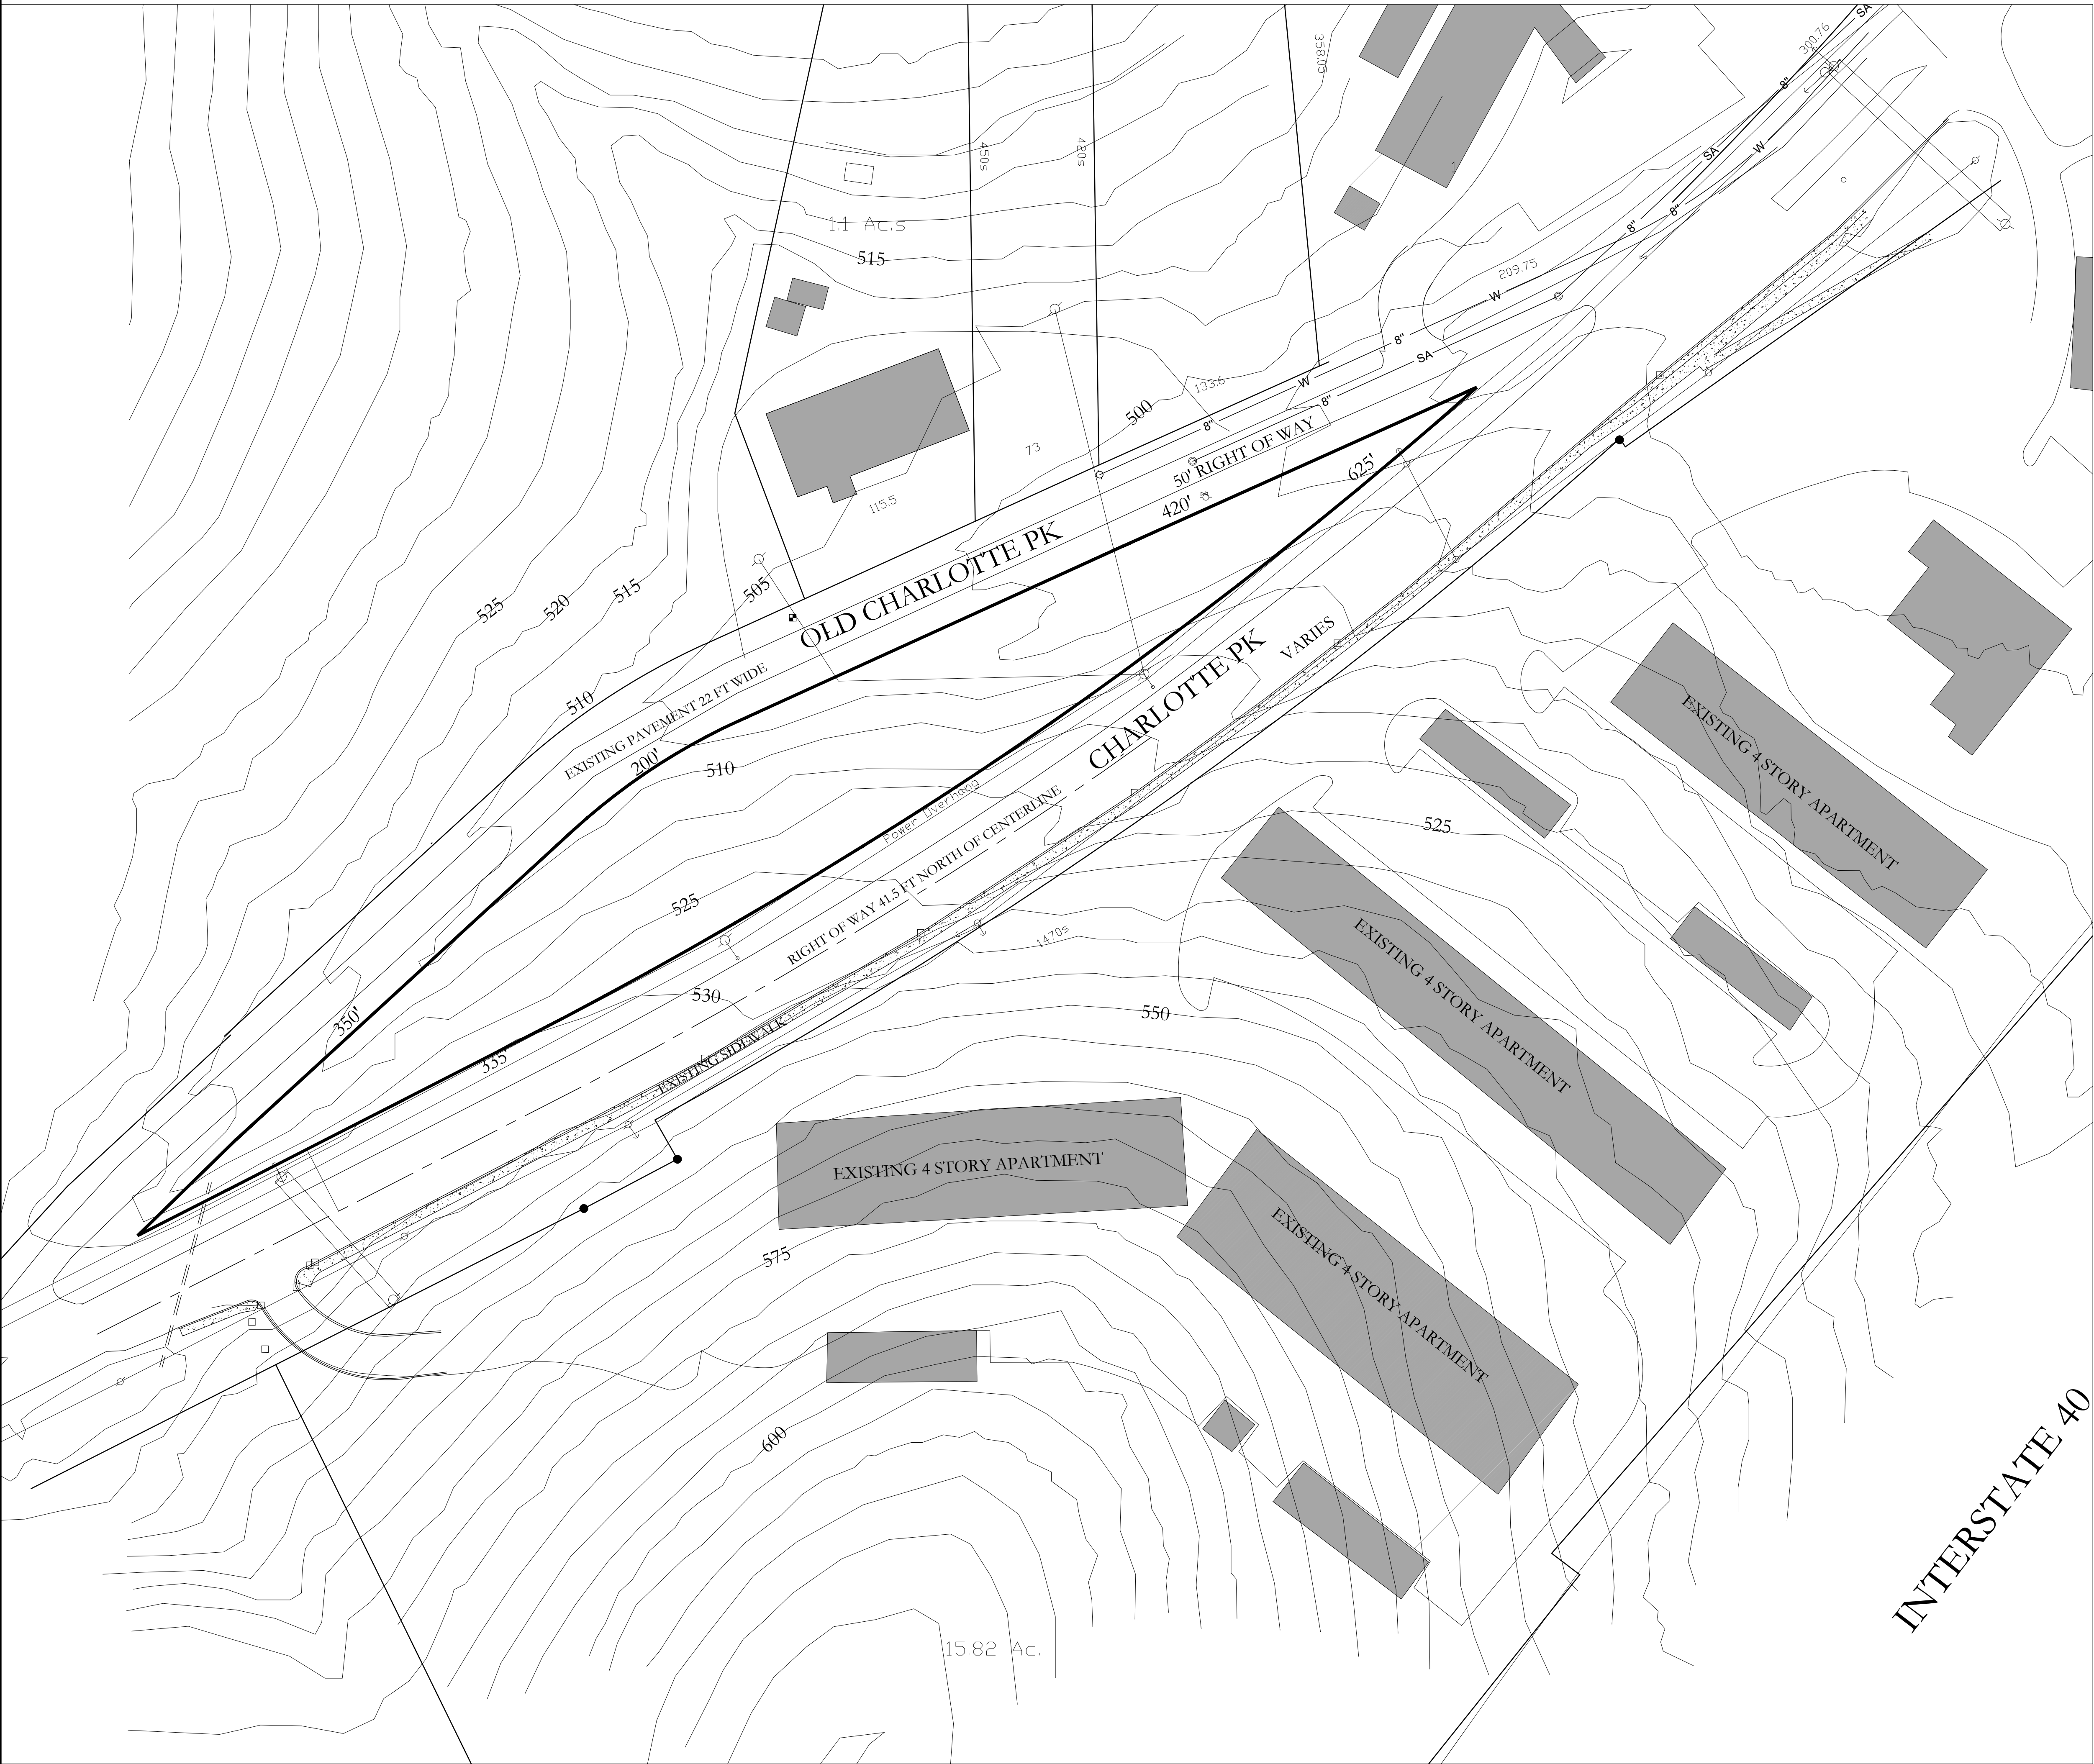 SA
300.76
358.05
8"
450s
420s
SA
W
1
1.1 Ac.s
8"
8"
515
209.75
W
8"
SA
133.6
W
8"
500
8"
73
50' RIGHT OF WAY
625'
115.5
420'
OLD CHARLOTTE PK
505
515
520
525
VARIES
CHARLOTTE PK
EXISTING PAVEMENT 22 FT WIDE
510
200'
510
EXISTING 4 STORY APARTMENT
Power Overhang
RIGHT OF WAY 41.5 FT NORTH OF CENTERLINE
525
525
1470s
530
EXISTING 4 STORY APARTMENT
550
350'
335'
EXISTING SIDEWALK
EXISTING 4 STORY APARTMENT
575
EXISTING 4 STORY APARTMENT
600
INTERSTATE 40
15.82 Ac.